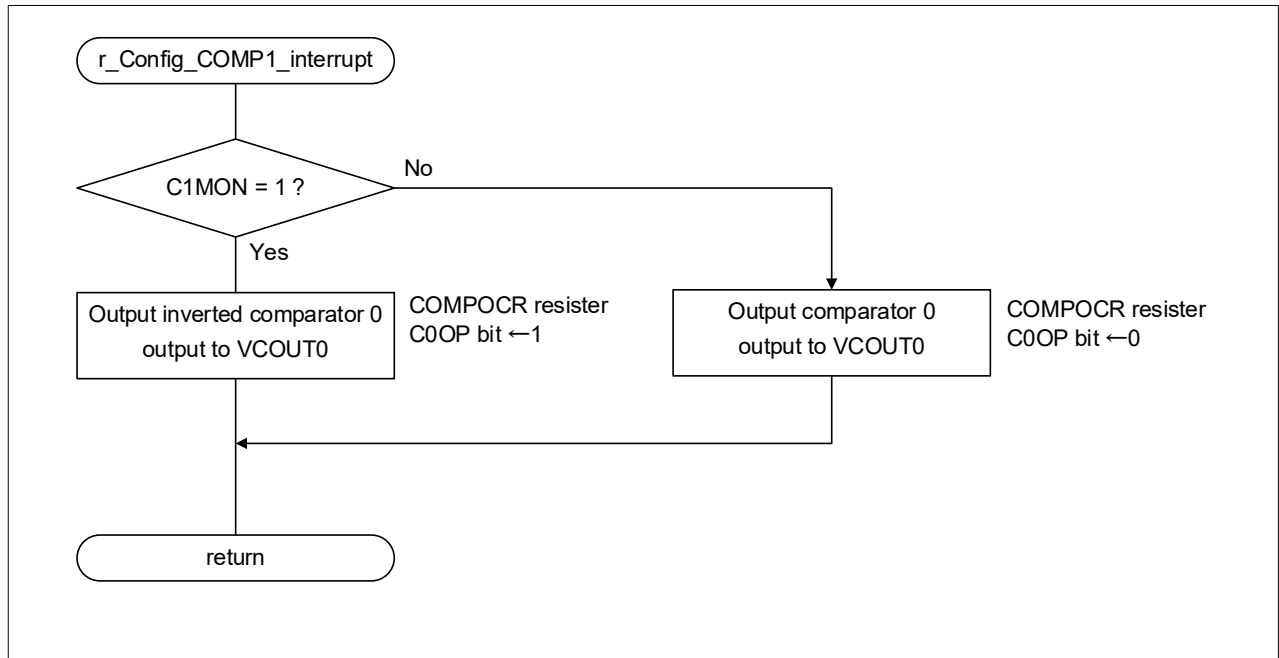 r_Config_COMP1_interrupt
C1MON = 1 ?
No
Yes
Output inverted comparator 0
output to VCOUT0
COMPOCR resister
C0OP bit ←1
Output comparator 0
output to VCOUT0
COMPOCR resister
C0OP bit ←0
return